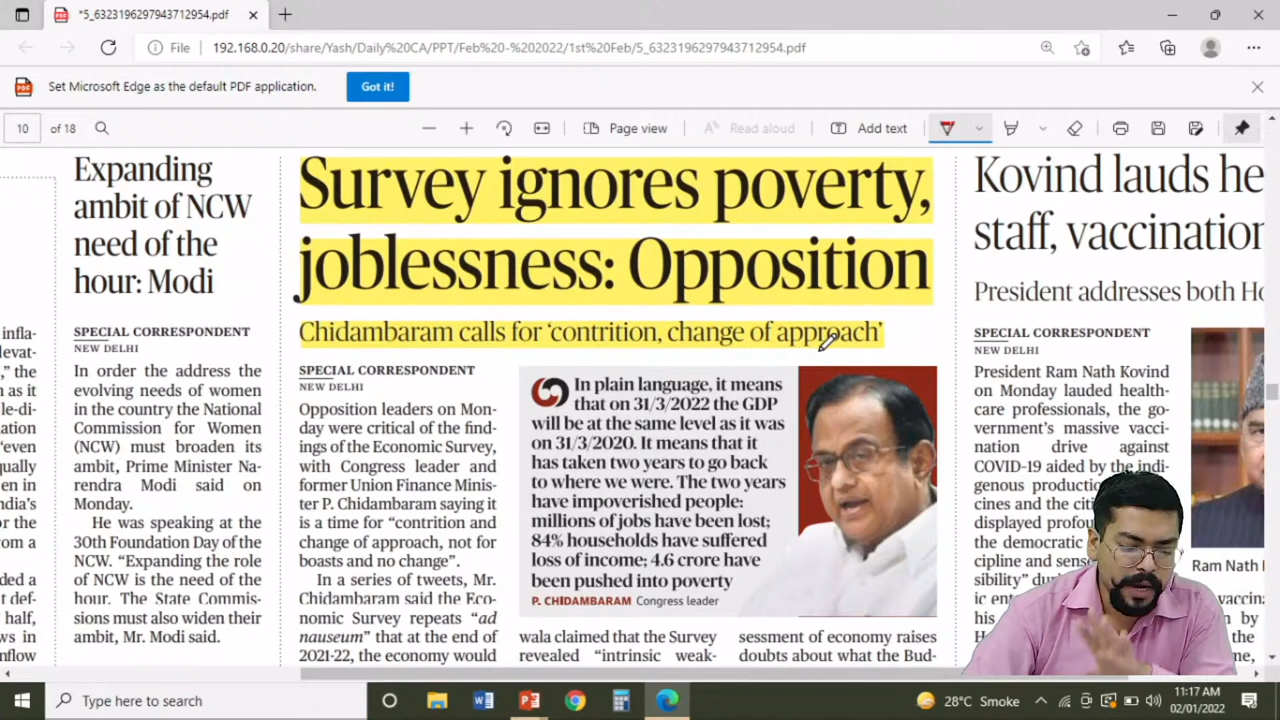 *5_6323196297943712954.pdf
File
192.168.0.20/share/Yash/Daily%20CA/PPT/Feb%20-%202022/1st%20Feb/5_6323196297943712954.pdf
Set Microsoft Edge as the default PDF application.
Got it!
10
of 18
Page view
Read aloud
Add text
Expanding
ambit of NCW
need of the
hour: Modi
SPECIAL CORRESPONDENT
NEW DELHI
In order the address the
evolving needs of women
in the country the National
Commission for Women
(NCW) must broaden its
ambit, Prime Minister Na-
rendra Modi said on
Monday.
He was speaking at the
30th Foundation Day of the
NCW. “Expanding the role
of NCW is the need of the
hour. The State Commis-
sions must also widen their
ambit, Mr. Modi said.
Survey ignores poverty,
joblessness: Opposition
Chidambaram calls for ‘contrition, change of approach’
SPECIAL CORRESPONDENT
NEW DELHI
Opposition leaders on Mon-
day were critical of the find-
ings of the Economic Survey,
with Congress leader and
former Union Finance Minis-
ter P. Chidambaram saying it
is a time for “contrition and
change of approach, not for
boasts and no change”.
In a series of tweets, Mr.
Chidambaram said the Eco-
nomic Survey repeats “ad
nauseum” that at the end of
2021-22, the economy would
In plain language, it means
that on 31/3/2022 the GDP
will be at the same level as it was
on 31/3/2020. It means that it
has taken two years to go back
to where we were. The two years
have impoverished people:
millions of jobs have been lost;
84% households have suffered
loss of income; 4.6 crore have
been pushed into poverty
P. CHIDAMBARAM Congress leader
wala claimed that the Survey
revealed “intrinsic weak-
sessment of economy raises
doubts about what the Bud-
Kovind lauds he
staff, vaccination
President addresses both Ho
SPECIAL CORRESPONDENT
NEW DELHI
President Ram Nath Kovind
on Monday lauded health-
care professionals, the go-
vernment’s massive vacci-
nation drive against
COVID-19 aided by the indi-
genous production
cines and the
displayed
the democratic
Ram Nath
Type here to search
28°C Smoke
11:17 AM
02/01/2022